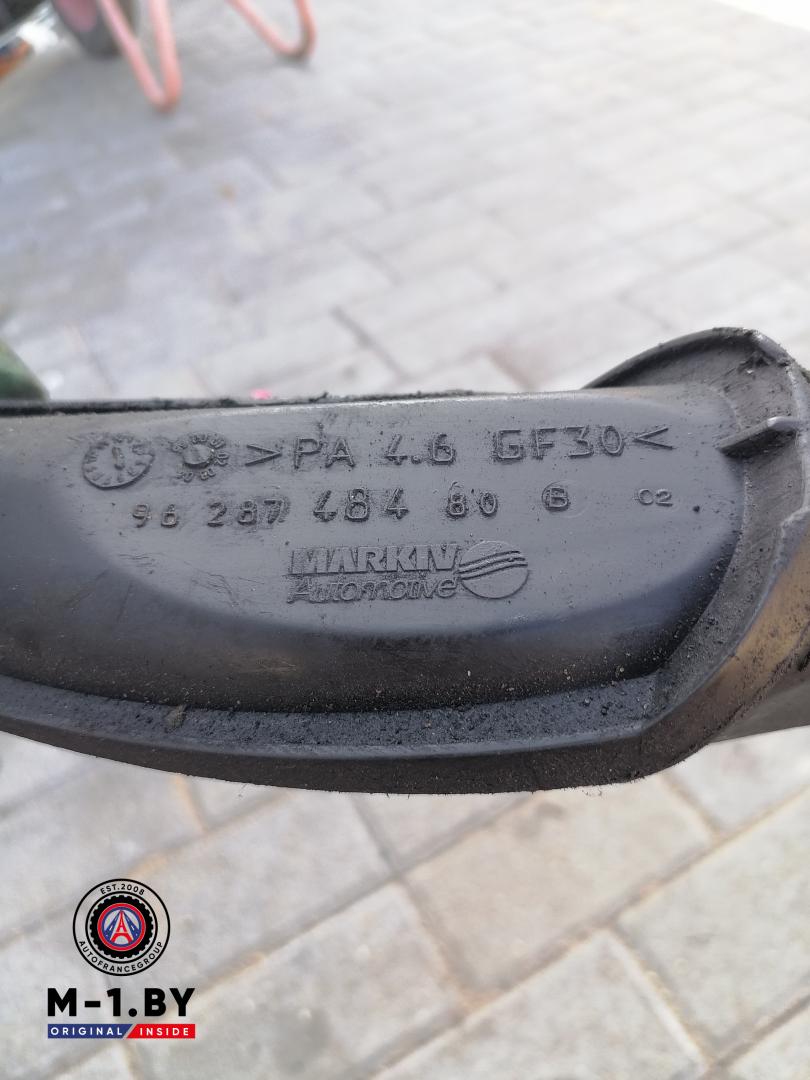 >PA 4.6 GF30<
96 287 484 80 B 02
MARKIV
Automotive
EST.2008
AUTOFRANCEGROUP
M-1.BY
ORIGINAL INSIDE